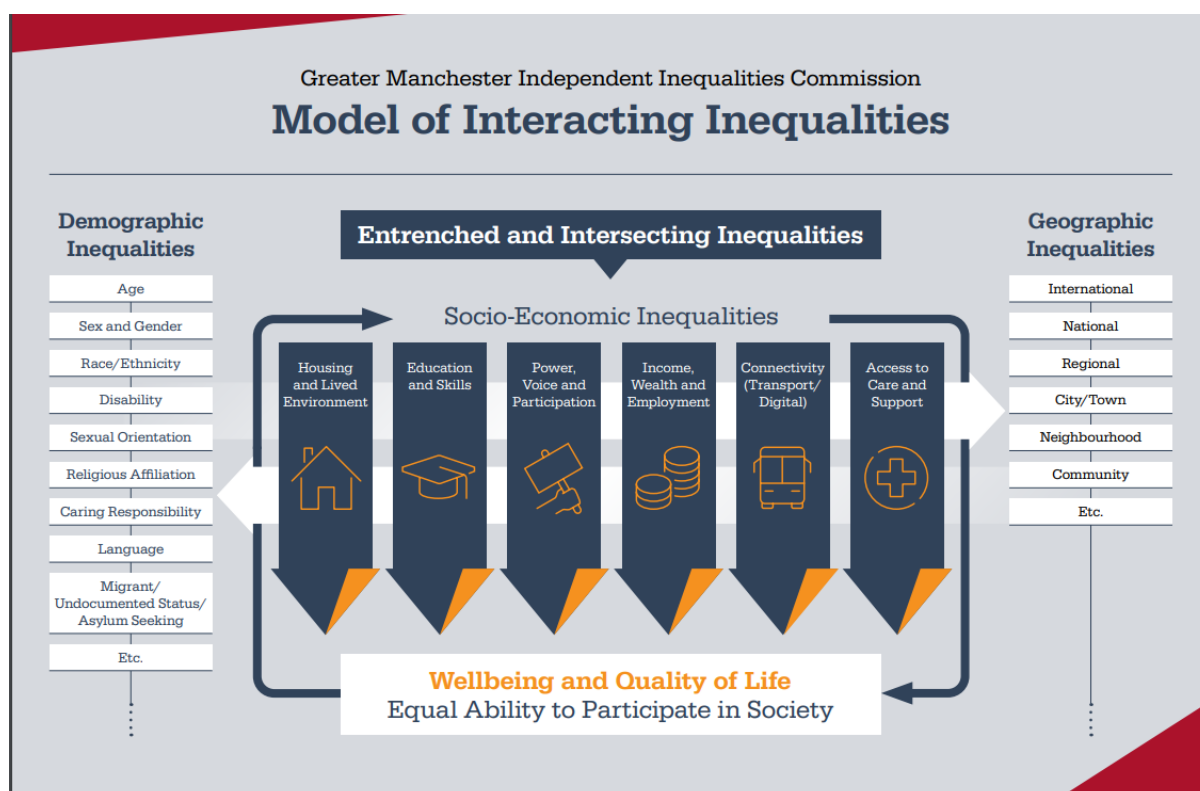 Greater Manchester Independent Inequalities Commission
Model of Interacting Inequalities
Demographic
Inequalities
Age
Sex and Gender
Race/Ethnicity
Disability
Sexual Orientation
Religious Affiliation
Caring Responsibility
Language
Migrant/
Undocumented Status/
Asylum Seeking
Etc.
Entrenched and Intersecting Inequalities
Socio-Economic Inequalities
Housing
and Lived
Environment
Education
and Skills
Power,
Voice and
Participation
Income,
Wealth and
Employment
Connectivity
(Transport/
Digital)
Access to
Care and
Support
Wellbeing and Quality of Life
Equal Ability to Participate in Society
Geographic
Inequalities
International
National
Regional
City/Town
Neighbourhood
Community
Etc.